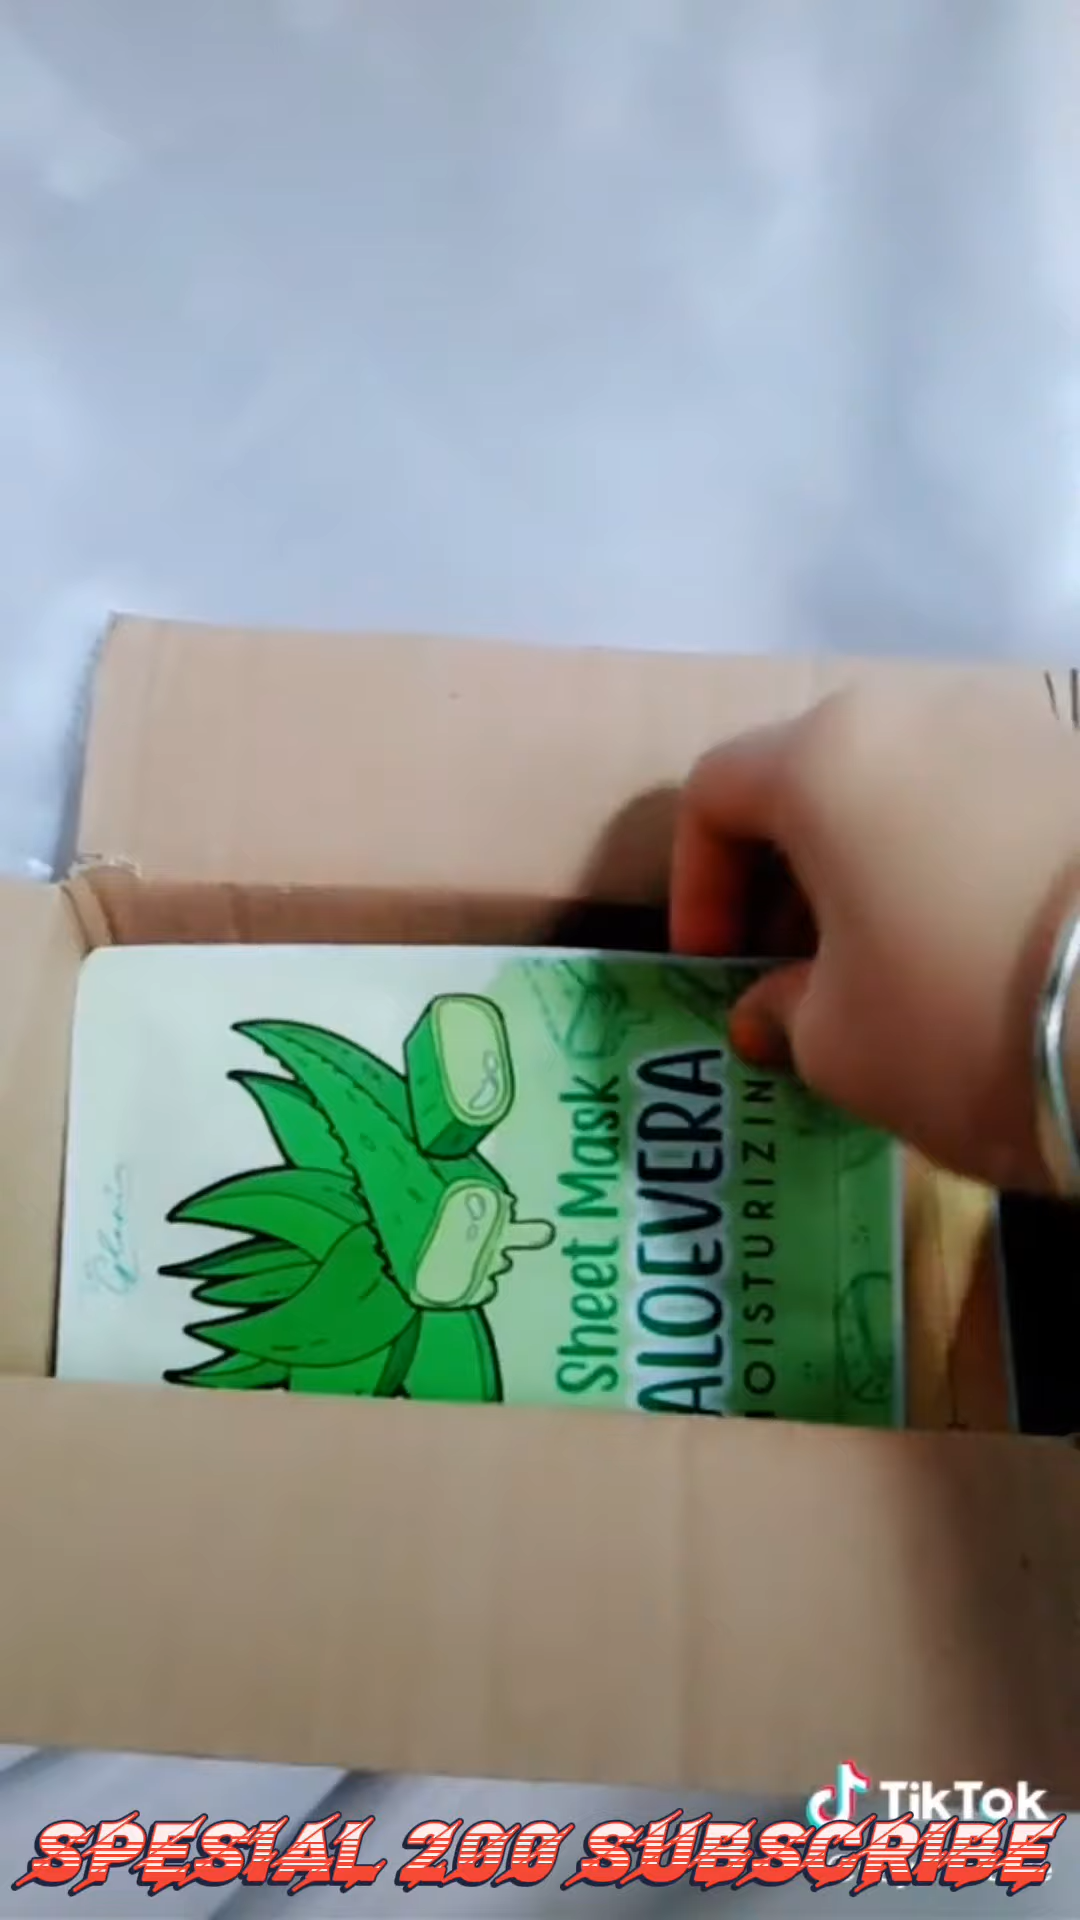 Sheet Mask
ALOEVERA
OISTURIZIN
TikTok
SPESIAL 200 SUBSCRIBE